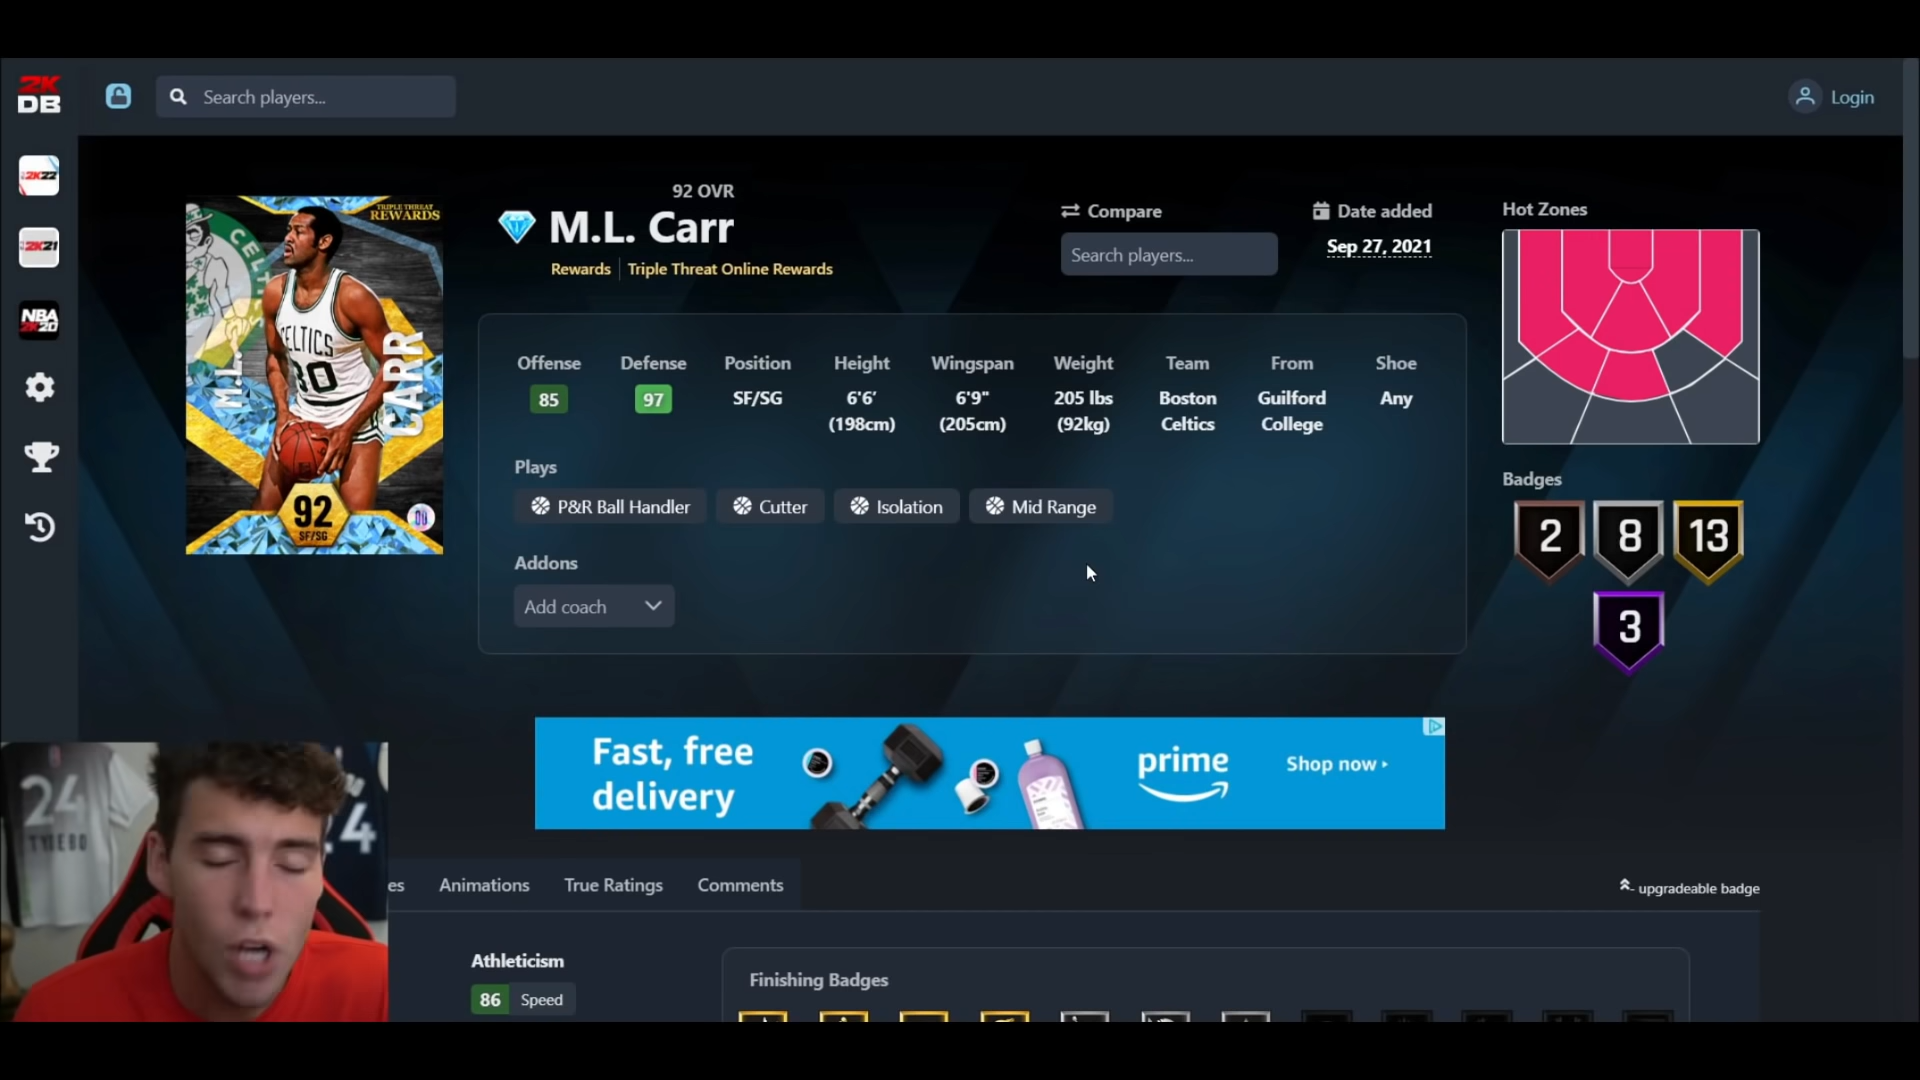 2K
DB
Search players...
Login
2K22
2K21
NBA
2K20
TRIPLE THREAT
REWARDS
CELTICS
30
M.L.
CARR
92
SF/SG
92 OVR
M.L. Carr
Rewards
Triple Threat Online Rewards
Compare
Search players...
Date added
Sep 27, 2021
Hot Zones
Offense
Defense
Position
Height
Wingspan
Weight
Team
From
Shoe
85
97
SF/SG
6'6'
(198cm)
6'9"
(205cm)
205 lbs
(92kg)
Boston
Celtics
Guilford
College
Any
Plays
P&R Ball Handler
Cutter
Isolation
Mid Range
Addons
Add coach
Badges
2
8
13
3
Fast, free
delivery
prime
Shop now
24
es
Animations
True Ratings
Comments
- upgradeable badge
Athleticism
86 Speed
Finishing Badges